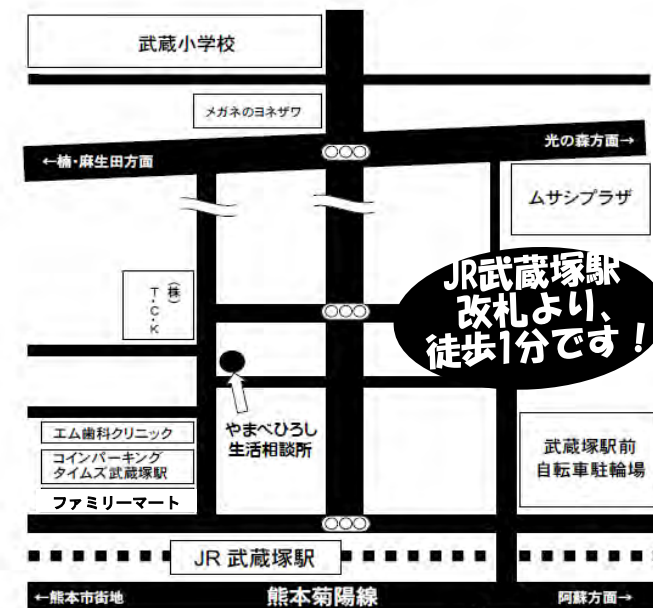 武蔵小学校
メガネのヨネザワ
←楠・麻生田方面
光の森方面→
ムサシプラザ
(株)
T・C・K
JR武蔵塚駅
改札より、
徒歩1分です！
やまべひろし
生活相談所
エム歯科クリニック
コインパーキング
タイムズ武蔵塚駅
ファミリーマート
武蔵塚駅前
自転車駐輪場
JR 武蔵塚駅
←熊本市街地
熊本菊陽線
阿蘇方面→